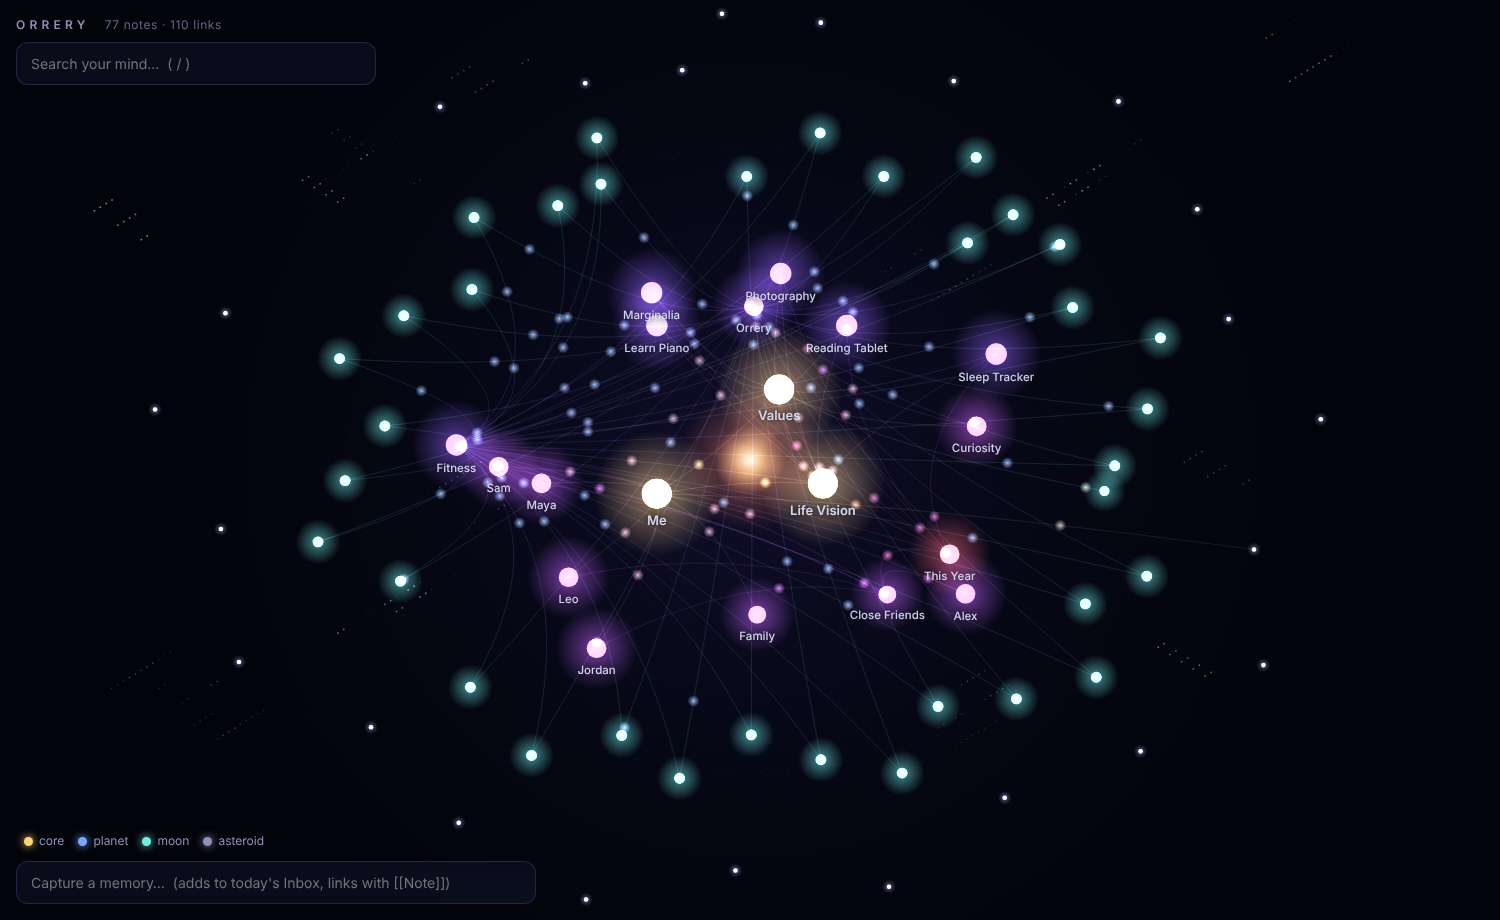 ORRERY 77 notes · 110 links
Search your mind... ( / )
Photography
Marginalia
Orrery
Learn Piano
Reading Tablet
Sleep Tracker
Values
Curiosity
Fitness
Sam
Maya
Life Vision
Me
This Year
Leo
Close Friends
Alex
Family
Jordan
core planet moon asteroid
Capture a memory... (adds to today's Inbox, links with [[Note]])